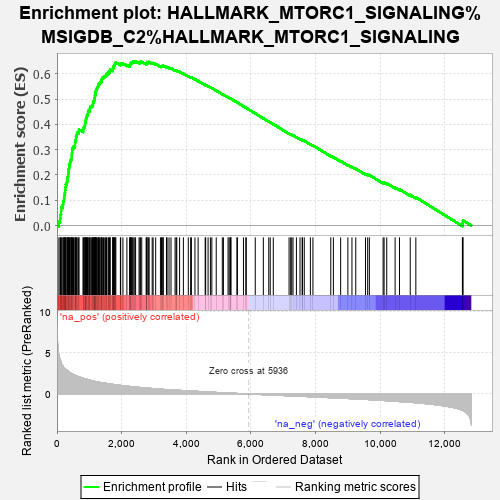 Enrichment plot: HALLMARK_MTORC1_SIGNALING%
MSIGDB_C2%HALLMARK_MTORC1_SIGNALING
Enrichment score (ES)
0.6
0.5
0.4
0.3
0.2
0.1
0.0
'na_pos' (positively correlated)
Ranked list metric (PreRanked)
10
5
0
Zero cross at 5936
'na_neg' (negatively correlated)
0
2,000
4,000
6,000
8,000
10,000
12,000
Rank in Ordered Dataset
Enrichment profile
Hits
Ranking metric scores